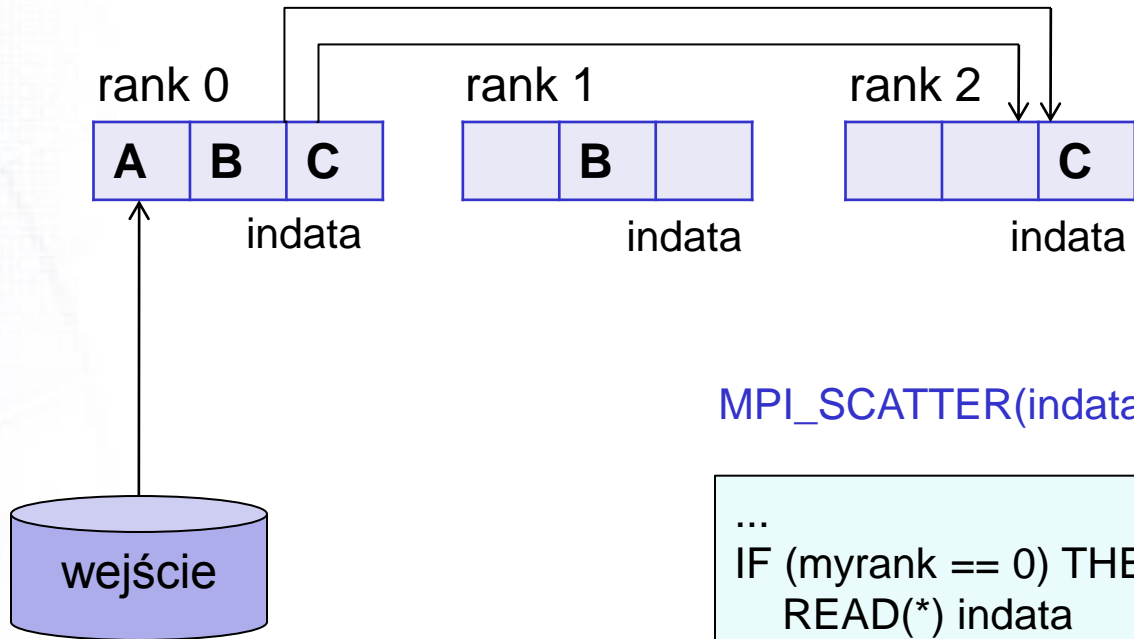 rank 0 rank 1 rank 2
A B C B C
indata indata indata
MPI_SCATTER(indata
wejście
...
IF (myrank == 0) THE
READ(*) indata